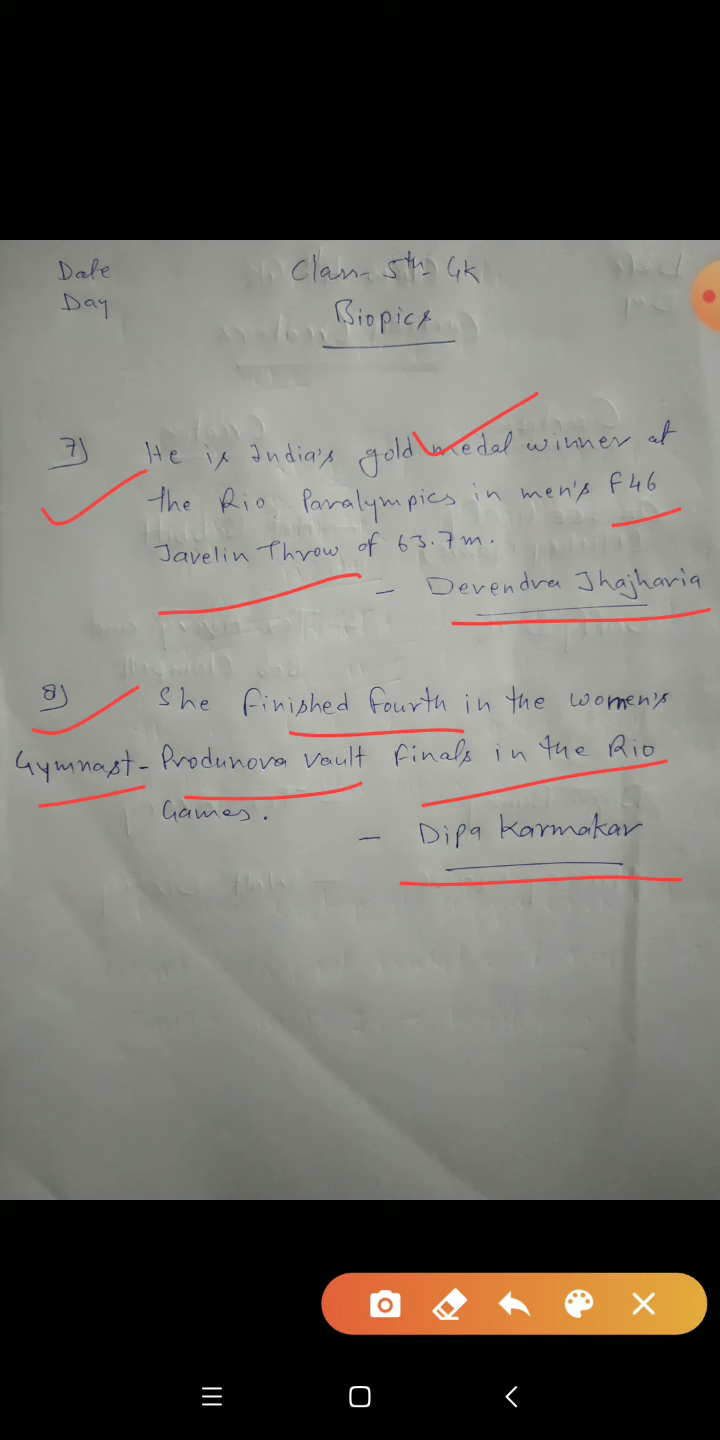 Date
Class- 5th GK
Day
Biopics
7) He is India's gold medal winner at
the Rio Paralympics in men's F46
Javelin Throw of 63.7m.
- Devendra Jhajharia
8) She finished fourth in the women's
Gymnast- Produnova vault finals in the Rio
Games.
- Dipa Karmakar